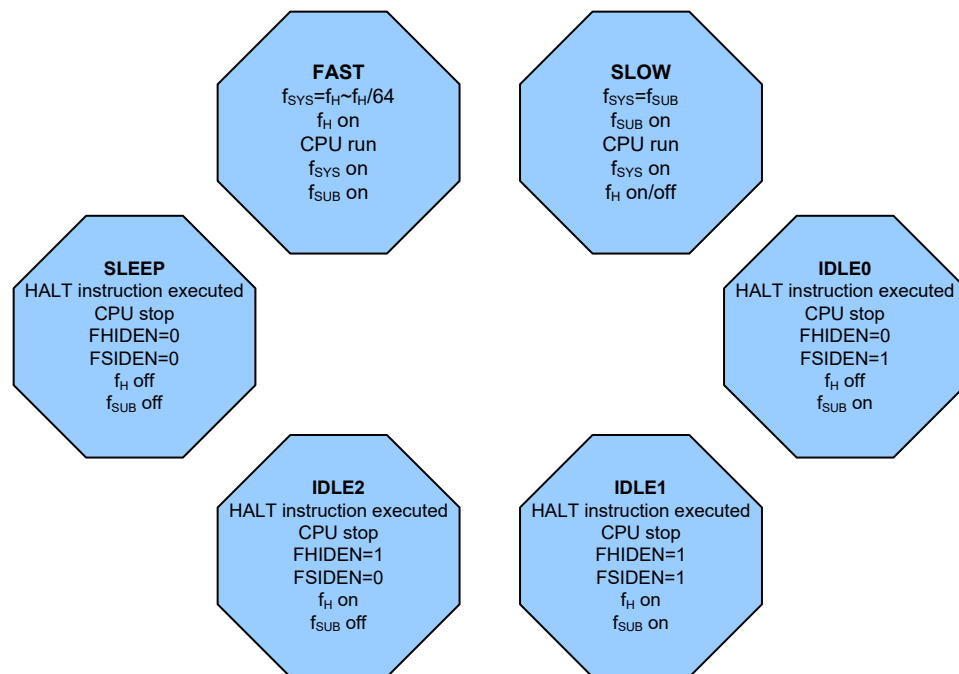 FAST
fSYS=fH~fH/64
fH on
CPU run
fSYS on
fSUB on
SLOW
fSYS=fSUB
fSUB on
CPU run
fSYS on
fH on/off
SLEEP
HALT instruction executed
CPU stop
FHIDEN=0
FSIDEN=0
fH off
fSUB off
IDLE0
HALT instruction executed
CPU stop
FHIDEN=0
FSIDEN=1
fH off
fSUB on
IDLE2
HALT instruction executed
CPU stop
FHIDEN=1
FSIDEN=0
fH on
fSUB off
IDLE1
HALT instruction executed
CPU stop
FHIDEN=1
FSIDEN=1
fH on
fSUB on